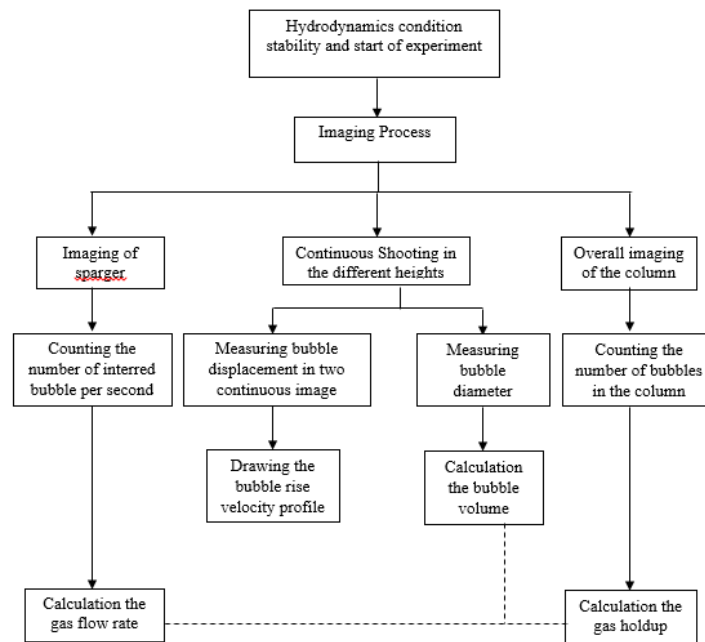 Hydrodynamics condition
stability and start of experiment
Imaging Process
Imaging of
sparger
Continuous Shooting in
the different heights
Overall imaging
of the column
Counting the
number of interred
bubble per second
Measuring bubble
displacement in two
continuous image
Measuring
bubble
diameter
Counting the
number of bubbles
in the column
Drawing the
bubble rise
velocity profile
Calculation
the bubble
volume
Calculation the
gas flow rate
Calculation the
gas holdup